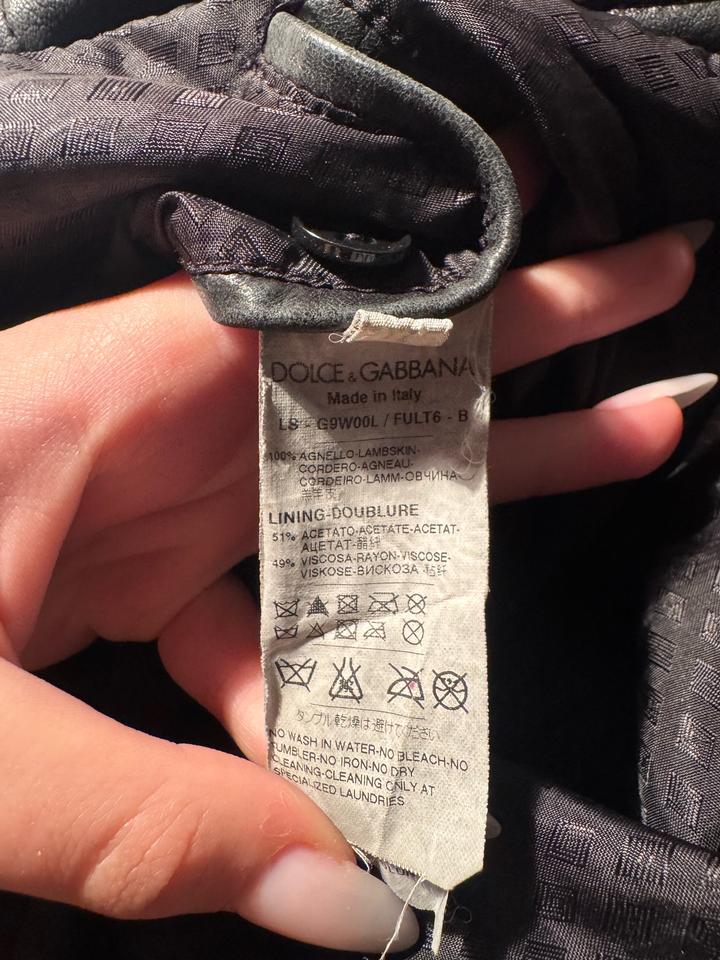 DOLCE & GABBANA
Made in Italy
LS - G9W00L / FULT6 - B
100% AGNELLO-LAMBSKIN-
CORDERO-AGNEAU-
CORDEIRO-LAMM-ОВЧИНА-
LINING-DOUBLURE
51% ACETATO-ACETATE-ACETAT-
АЦЕТАТ-醋纤
49% VISCOSA-RAYON-VISCOSE-
VISKOSE-ВИСКОЗА-粘纤
タンブル乾燥は避けてください
NO WASH IN WATER-NO BLEACH-NO
TUMBLER-NO IRON-NO DRY
CLEANING-CLEANING ONLY AT
SPECIALIZED LAUNDRIES